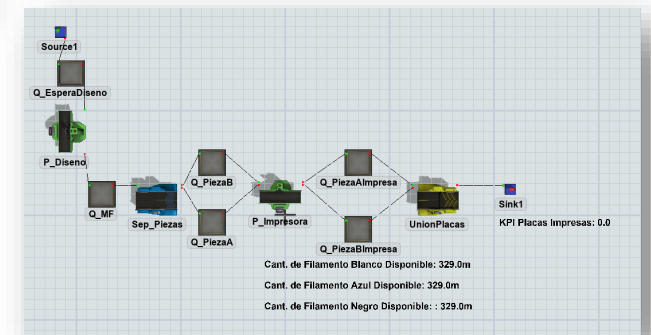 Source1
Q_EsperaDiseno
P_Diseno
Q_MF
Sep_Piezas
Q_PiezaB
Q_PiezaA
P_Impresora
Q_PiezaAImpresa
Q_PiezaBImpresa
UnionPlacas
Sink1
KPI Placas Impresas: 0.0
Cant. de Filamento Blanco Disponible: 329.0m
Cant. de Filamento Azul Disponible: 329.0m
Cant. de Filamento Negro Disponible: : 329.0m